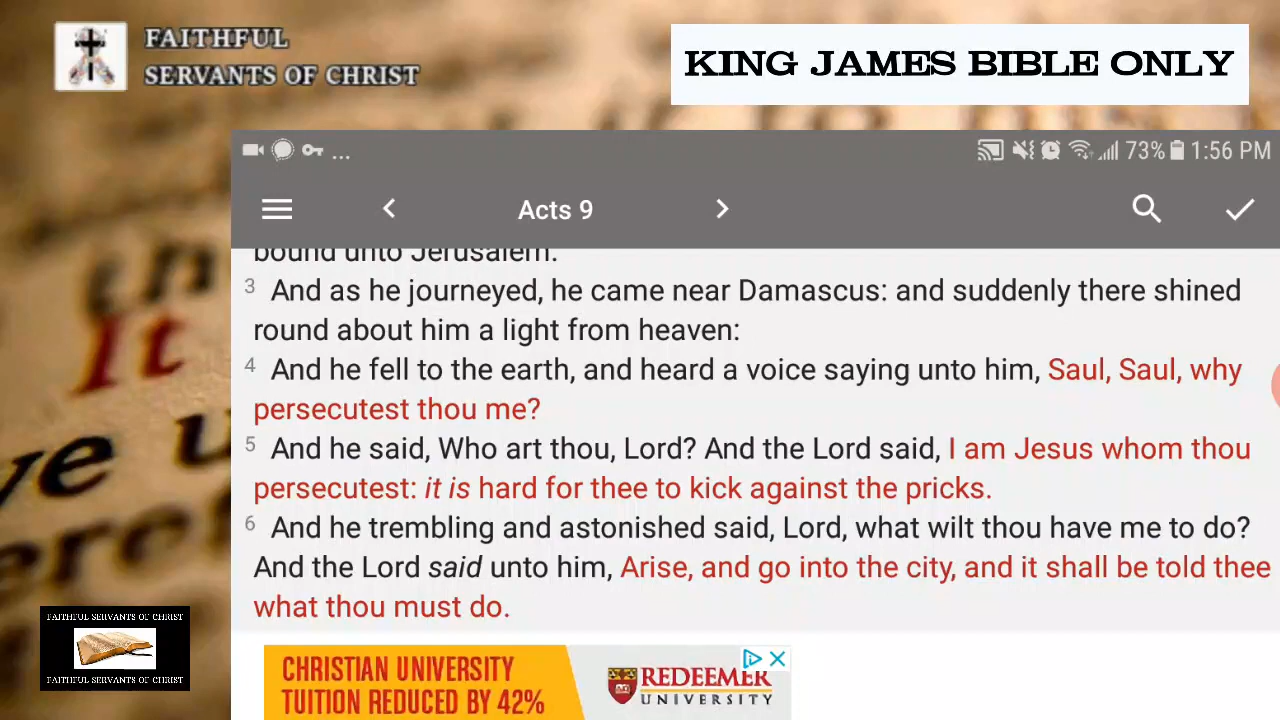 FAITHFUL
SERVANTS OF CHRIST
KING JAMES BIBLE ONLY
... 73% 1:56 PM
Acts 9
bound unto Jerusalem.
3 And as he journeyed, he came near Damascus: and suddenly there shined
round about him a light from heaven:
4 And he fell to the earth, and heard a voice saying unto him, Saul, Saul, why
persecutest thou me?
5 And he said, Who art thou, Lord? And the Lord said, I am Jesus whom thou
persecutest: it is hard for thee to kick against the pricks.
6 And he trembling and astonished said, Lord, what wilt thou have me to do?
And the Lord said unto him, Arise, and go into the city, and it shall be told thee
what thou must do.
It
FAITHFUL SERVANTS OF CHRIST
FAITHFUL SERVANTS OF CHRIST
CHRISTIAN UNIVERSITY
TUITION REDUCED BY 42%
REDEEMER
UNIVERSITY